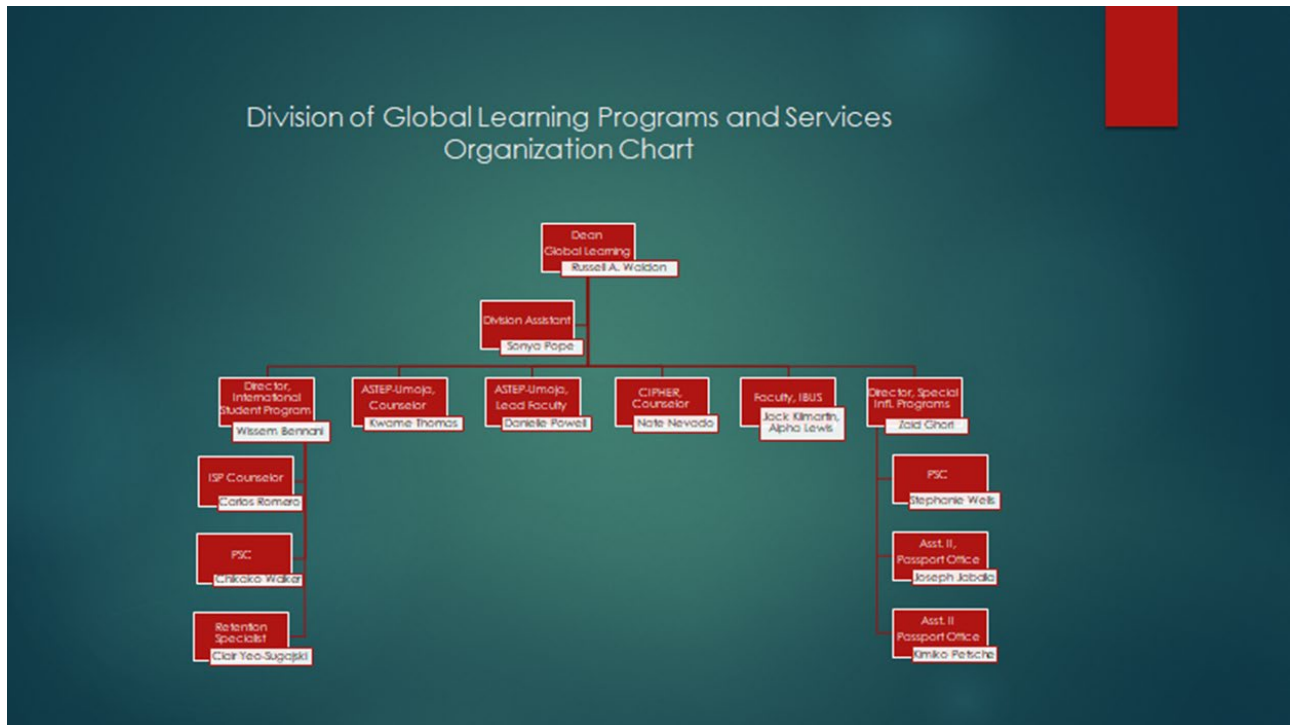 Division of Global Learning Programs and Services
Organization Chart
Dean
Global Learning
Russell A. Waldon
Division Assistant
Sonya Pope
Director,
International
Student Program
Wissem Bennani
ASTEP-Umoja,
Counselor
Kwame Thomas
ASTEP-Umoja,
Lead Faculty
Danielle Powell
CIPHER,
Counselor
Nate Nevado
Faculty, IBUS
Jack Kilmartin,
Alpha Lewis
Director, Special
Int'l. Programs
Zaid Ghori
ISP Counselor
Carlos Romero
PSC
Chikako Walker
Retention
Specialist
Clair Yeo-Sugajski
PSC
Stephanie Wells
Asst. II,
Passport Office
Joseph Jabala
Asst. II
Passport Office
Kimiko Petsche